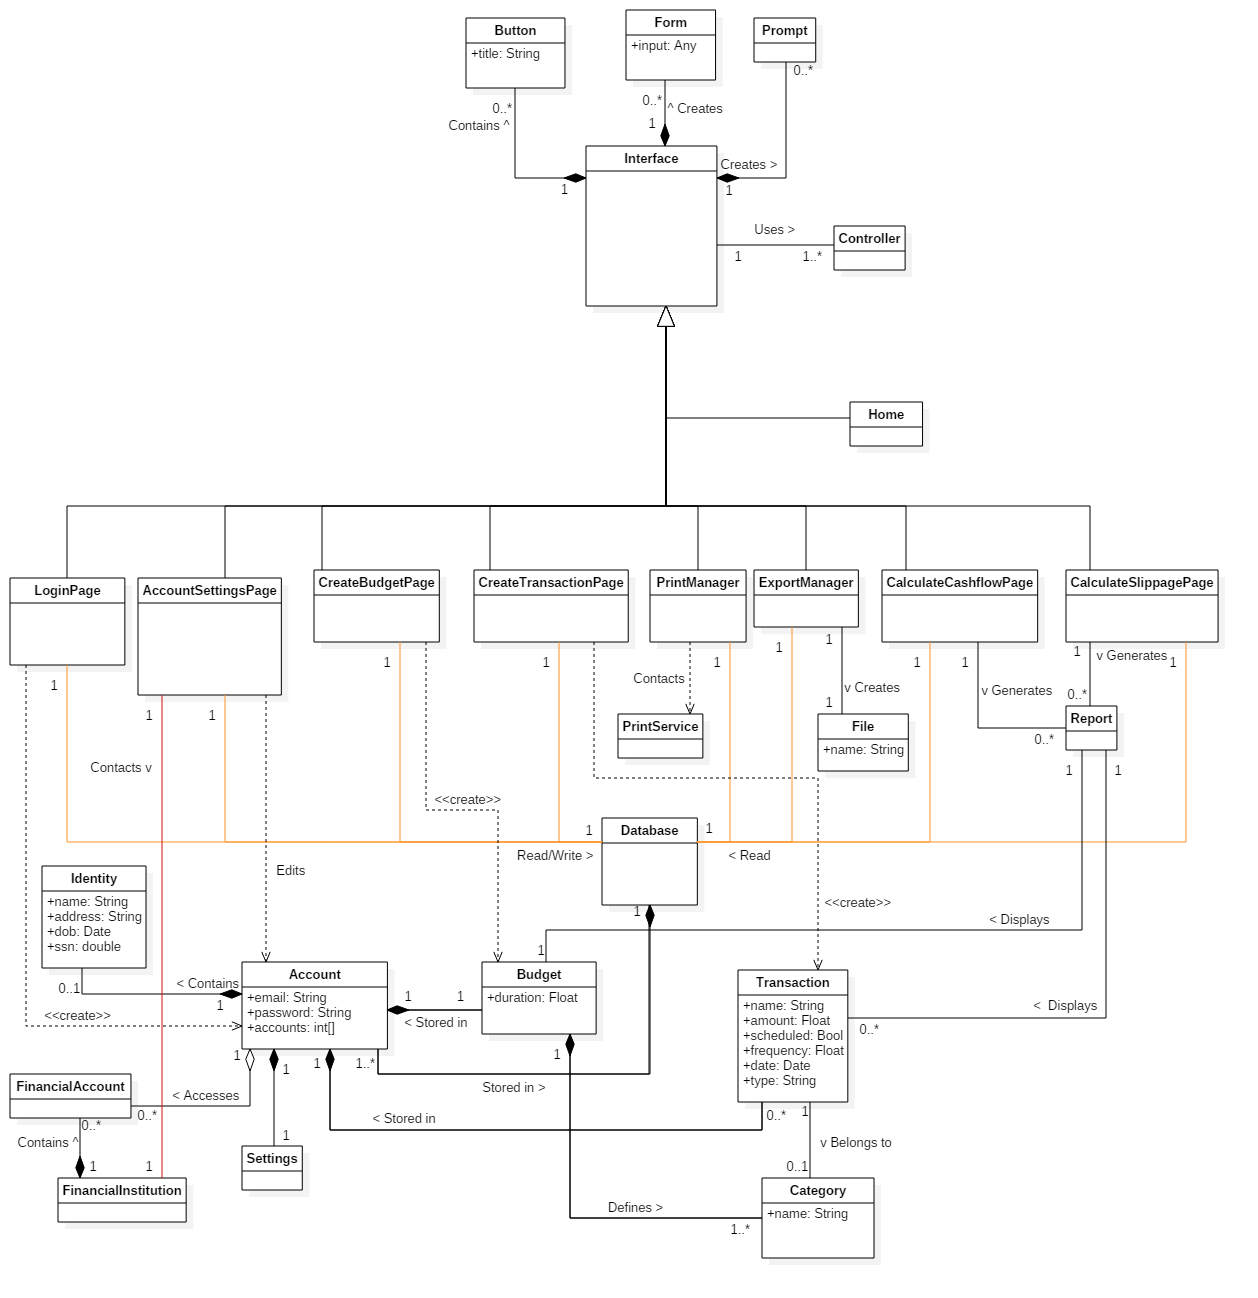 Button
+title: String
Form
+input: Any
Prompt
0..*
0..*
0..*
^ Creates
Contains ^
1
Interface
Creates >
1
1
Uses >
Controller
1
1..*
Home
LoginPage
AccountSettingsPage
CreateBudgetPage
CreateTransactionPage
PrintManager
ExportManager
CalculateCashflowPage
CalculateSlippagePage
1
1
1
1
1
1
1
1
1
v Generates
1
Contacts
1
1
1
v Creates
v Generates
0..*
1
PrintService
File
+name: String
Report
0..*
Contacts v
1
1
<<create>>
Database
1
1
Read/Write >
< Read
Edits
Identity
+name: String
+address: String
+dob: Date
+ssn: double
<<create>>
1
< Displays
1
Account
+email: String
+password: String
+accounts: int[]
Budget
+duration: Float
Transaction
+name: String
+amount: Float
+scheduled: Bool
+frequency: Float
+date: Date
+type: String
< Contains
0..1
1
1
1
<<create>>
< Stored in
< Displays
0..*
1
1
1
1..*
1
FinancialAccount
< Accesses
Stored in >
0..*
0..*
< Stored in
0..*
1
Contains ^
1
v Belongs to
1
1
Settings
0..1
FinancialInstitution
Category
+name: String
Defines >
1..*